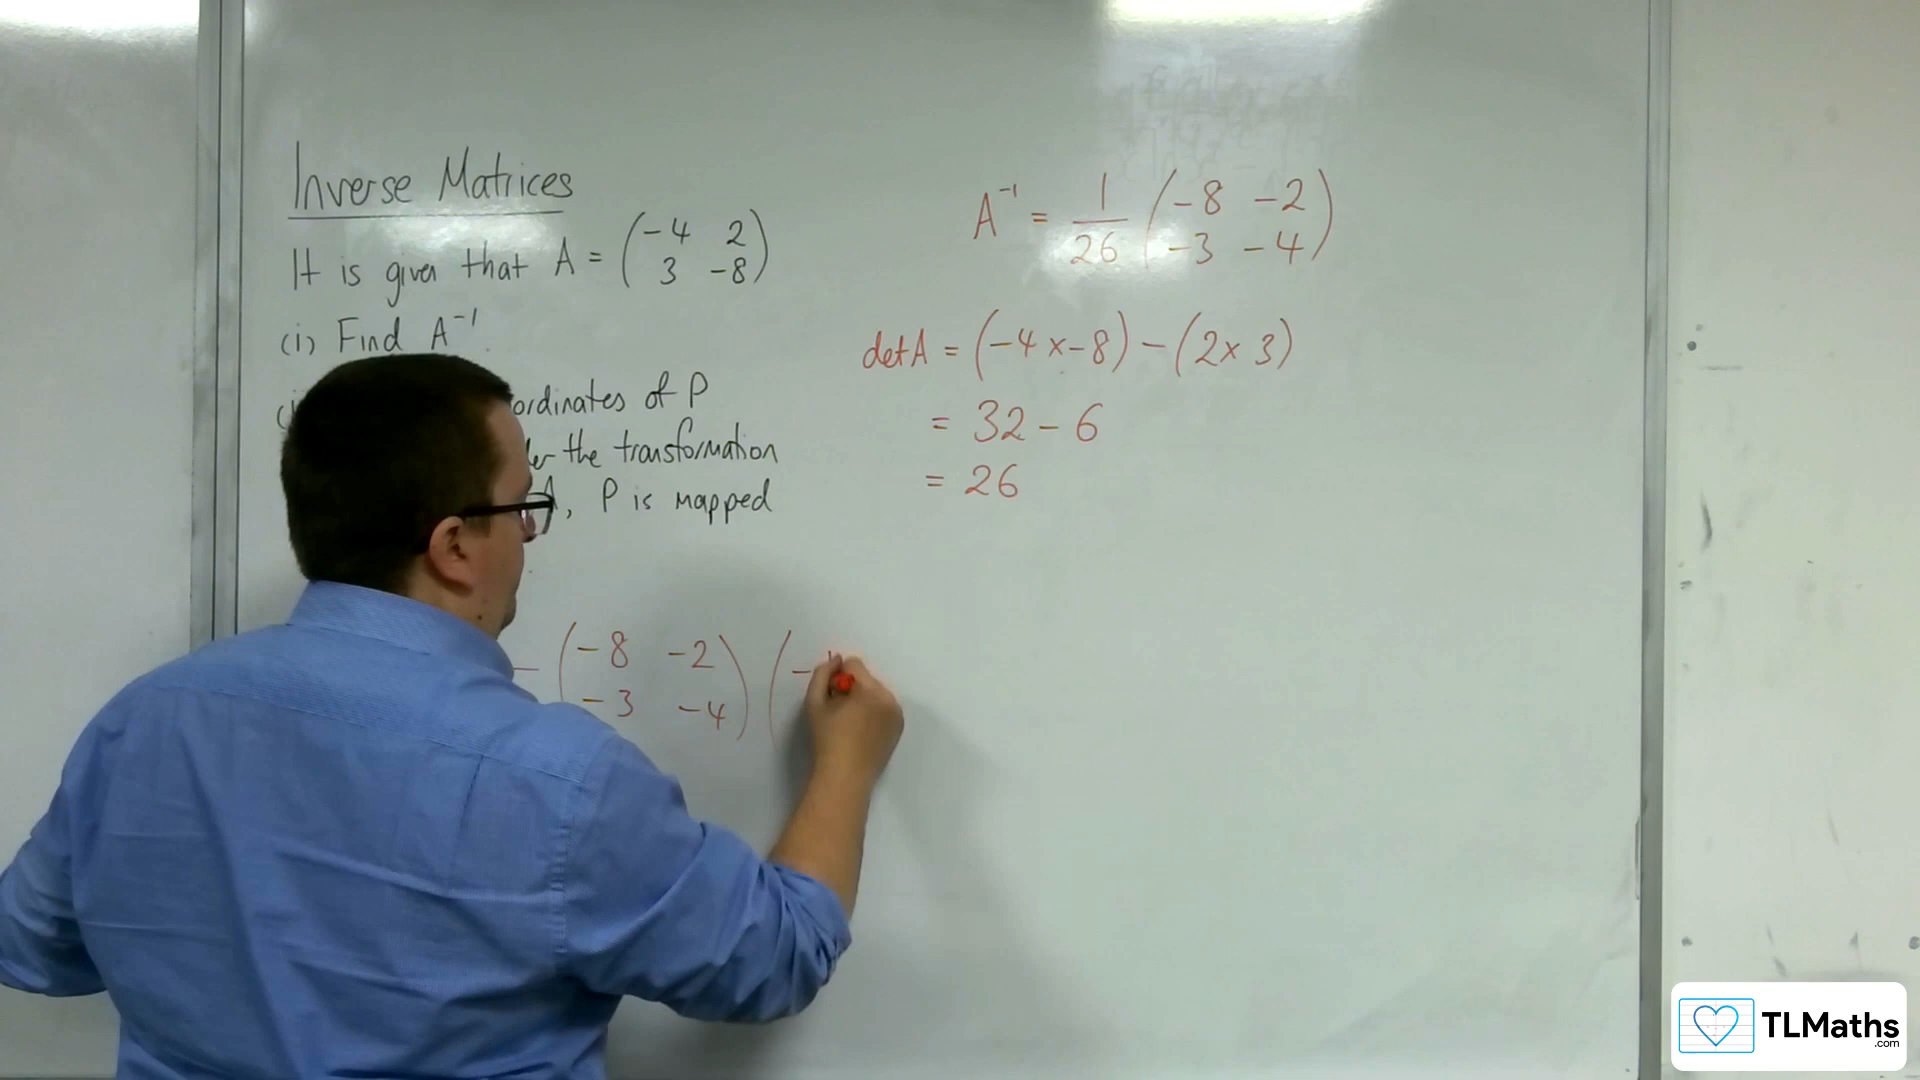 Inverse Matrices
It is given that A = (-4 2
3 -8)
(i) Find A⁻¹.
ordinates of P
the transformation
A, P is mapped
(-8 -2
-3 -4) (-
A⁻¹ = 1/26 (-8 -2
-3 -4)
det A = (-4 x -8) - (2 x 3)
= 32 - 6
= 26
TLMaths
.com